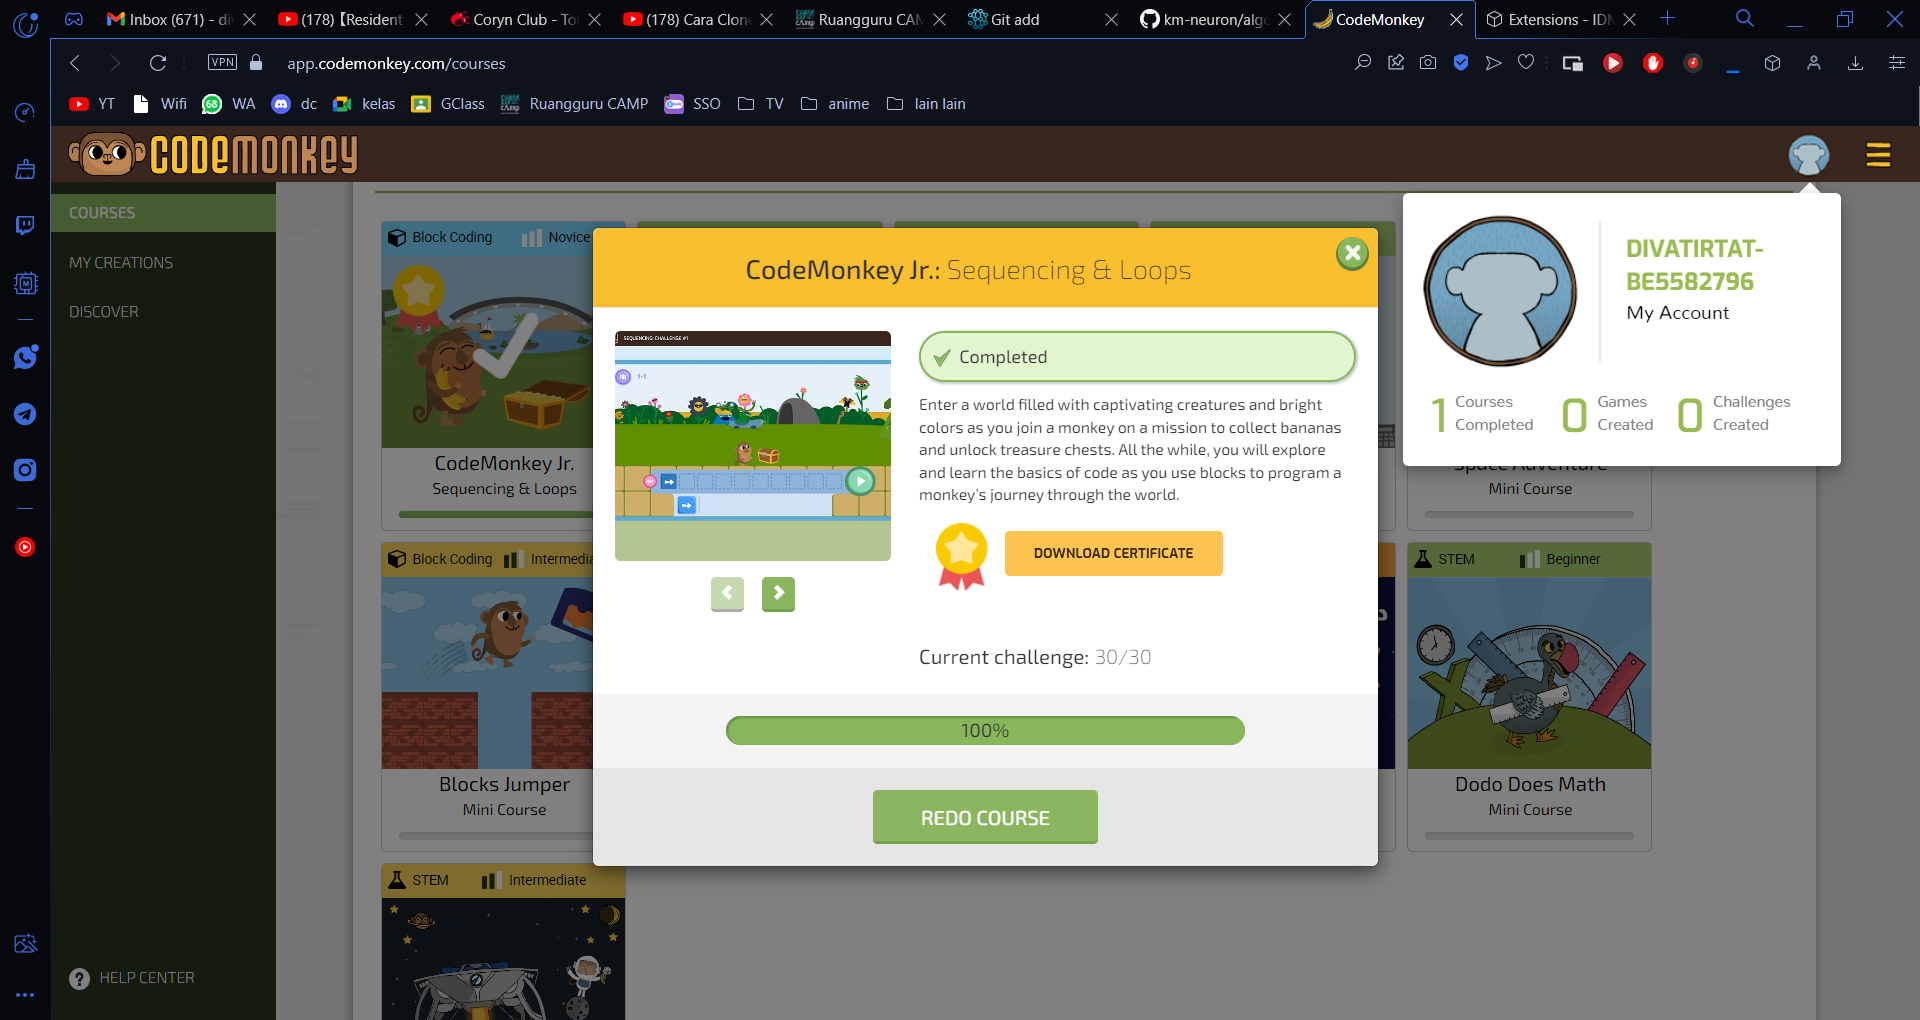 Inbox (671) - di
(178)【Resident
Coryn Club - To
(178) Cara Clon
Ruangguru CAM
Git add
km-neuron/algo
CodeMonkey
Extensions - IDM
VPN
app.codemonkey.com/courses
YT
Wifi
WA
dc
kelas
GClass
Ruangguru CAMP
SSO
TV
anime
lain lain
CODEMONKEY
COURSES
MY CREATIONS
DISCOVER
HELP CENTER
Block Coding
Novice
CodeMonkey Jr.
Sequencing & Loops
Block Coding
Intermedia
Blocks Jumper
Mini Course
STEM
Intermediate
CodeMonkey Jr.: Sequencing & Loops
SEQUENCING: CHALLENGE #1
1-1
Completed
Enter a world filled with captivating creatures and bright
colors as you join a monkey on a mission to collect bananas
and unlock treasure chests. All the while, you will explore
and learn the basics of code as you use blocks to program a
monkey's journey through the world.
DOWNLOAD CERTIFICATE
Current challenge: 30/30
100%
REDO COURSE
DIVATIRTAT-
BE5582796
My Account
1 Courses
Completed
0 Games
Created
0 Challenges
Created
Space Adventure
Mini Course
STEM
Beginner
Dodo Does Math
Mini Course